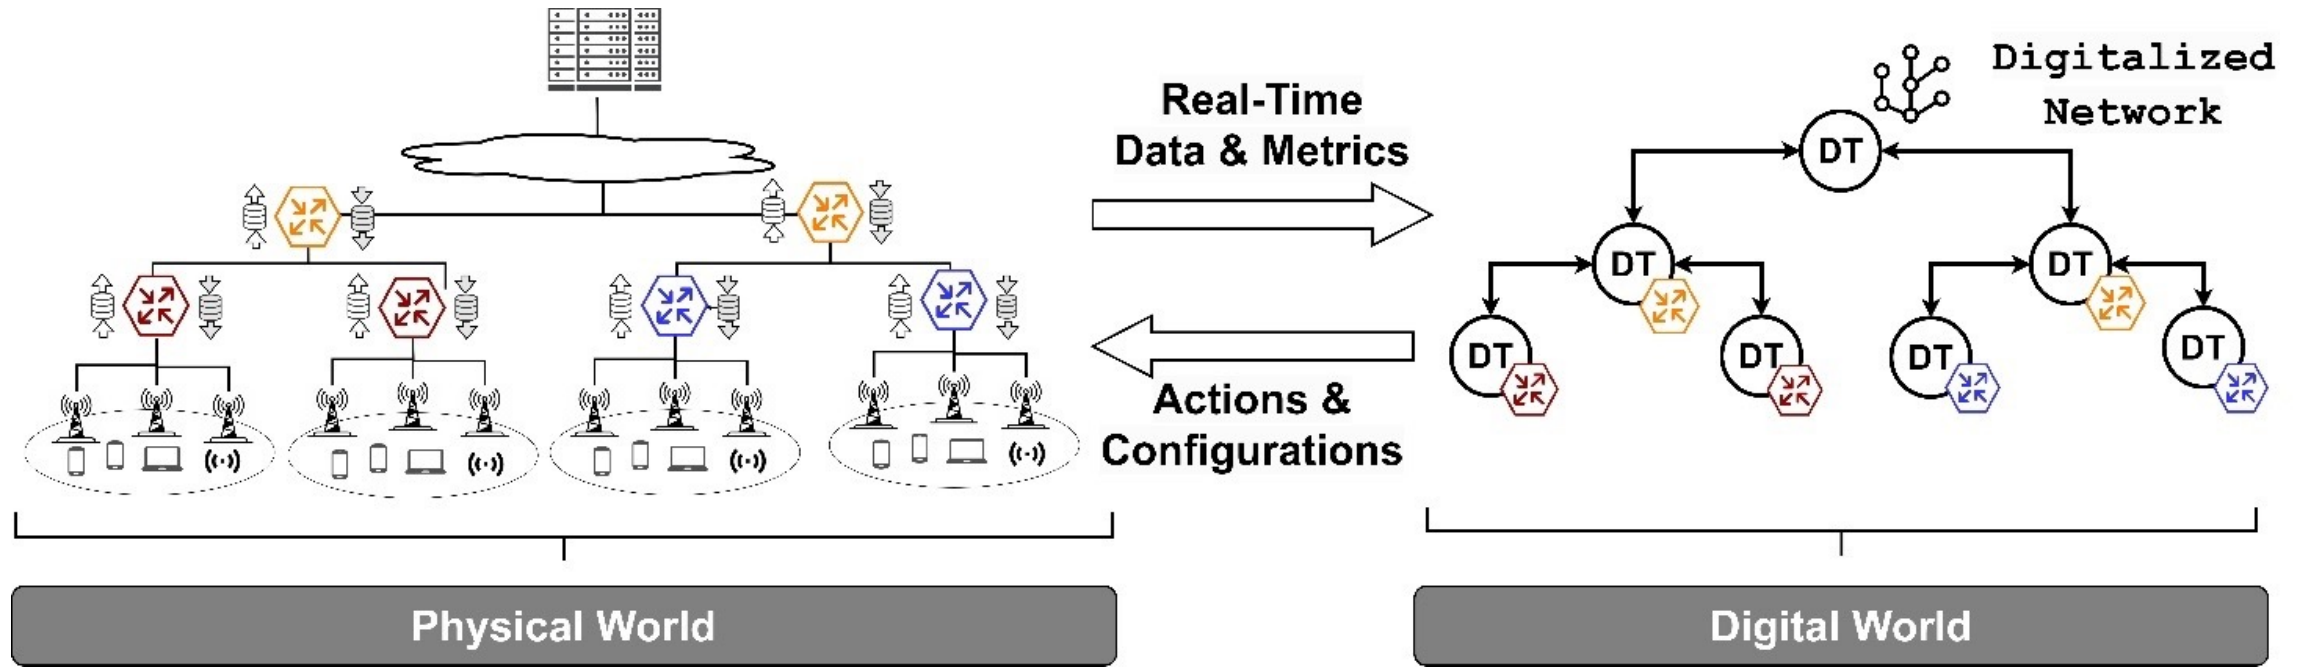 Real-Time
Data & Metrics
Actions &
Configurations
Digitalized
Network
DT
DT
DT
DT
DT
DT
DT
Physical World
Digital World